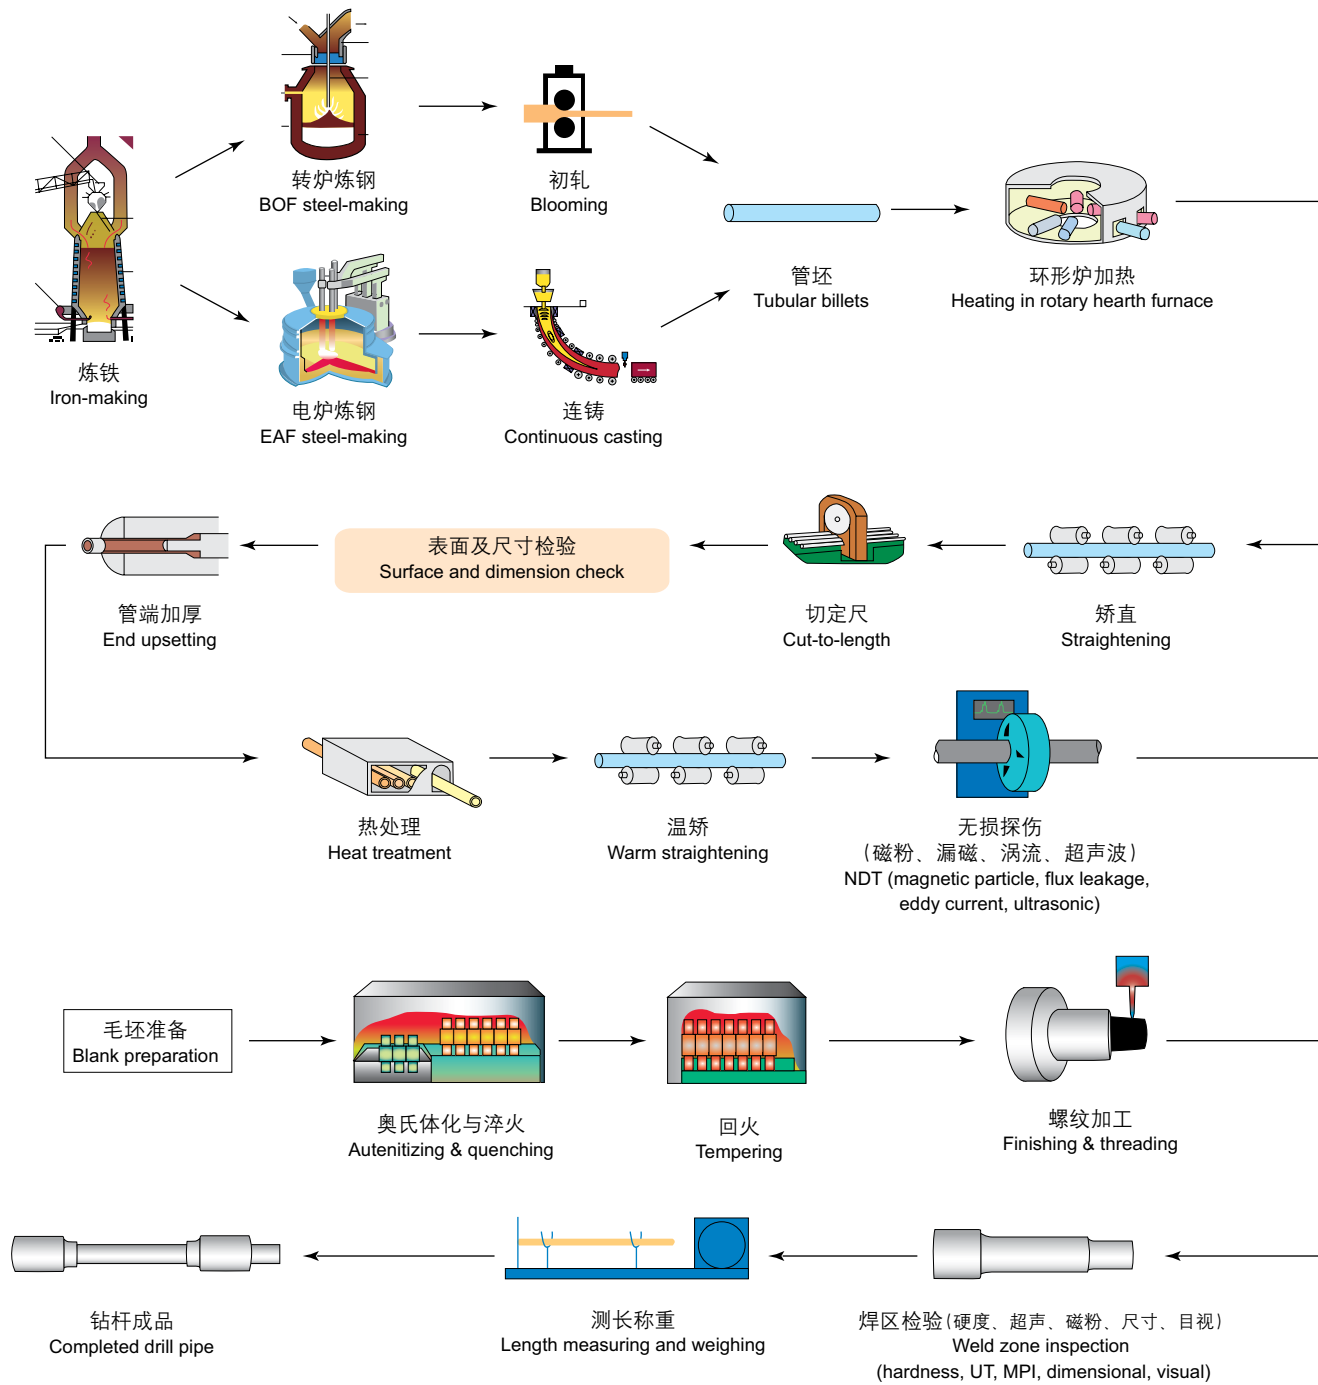 转炉炼钢
BOF steel-making
初轧
Blooming
管坯
Tubular billets
环形炉加热
Heating in rotary hearth furnace
炼铁
Iron-making
电炉炼钢
EAF steel-making
连铸
Continuous casting
管端加厚
End upsetting
表面及尺寸检验
Surface and dimension check
切定尺
Cut-to-length
矫直
Straightening
热处理
Heat treatment
温矫
Warm straightening
无损探伤
(磁粉、漏磁、涡流、超声波)
NDT (magnetic particle, flux leakage,
eddy current, ultrasonic)
毛坯准备
Blank preparation
奥氏体化与淬火
Autenitizing & quenching
回火
Tempering
螺纹加工
Finishing & threading
钻杆成品
Completed drill pipe
测长称重
Length measuring and weighing
焊区检验(硬度、超声、磁粉、尺寸、目视)
Weld zone inspection
(hardness, UT, MPI, dimensional, visual)